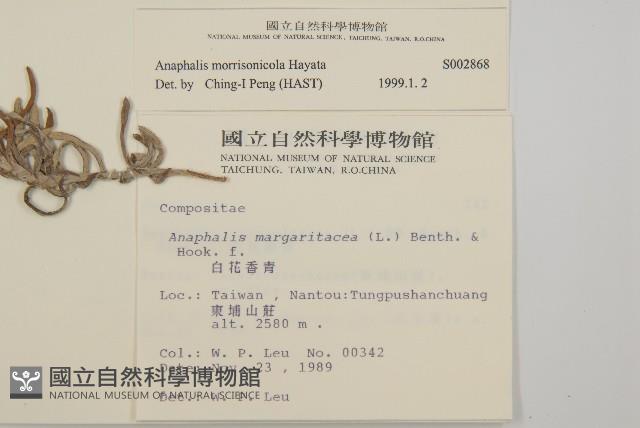 國立自然科學博物館
NATIONAL MUSEUM OF NATURAL SCIENCE, TAICHUNG, TAIWAN, R.O.CHINA
Anaphalis morrisonicola Hayata S002868
Det. by Ching-I Peng (HAST) 1999.1. 2
國立自然科學博物館
NATIONAL MUSEUM OF NATURAL SCIENCE
TAICHUNG, TAIWAN, R.O.CHINA
Compositae
Anaphalis margaritacea (L.) Benth. &
Hook. f.
白花香青
Loc.: Taiwan , Nantou:Tungpushanchuang
東埔山莊
alt. 2580 m .
Col.: W. P. Leu No. 00342
Date: Nov. 23 , 1989
Det.: W. P. Leu
國立自然科學博物館
NATIONAL MUSEUM OF NATURAL SCIENCE